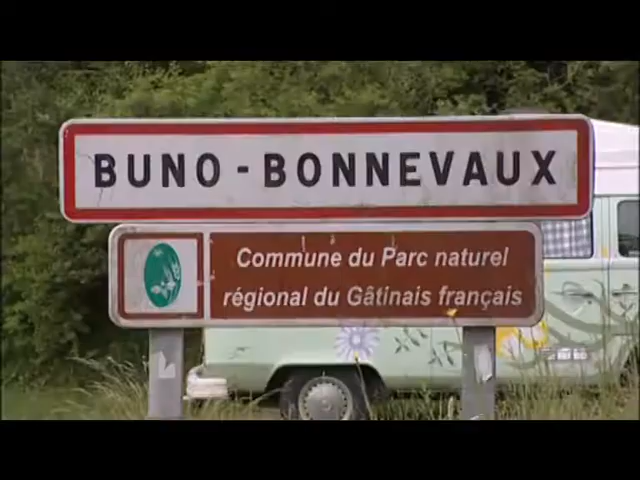 BUNO - BONNEVAUX
Commune du Parc naturel
régional du Gâtinais français